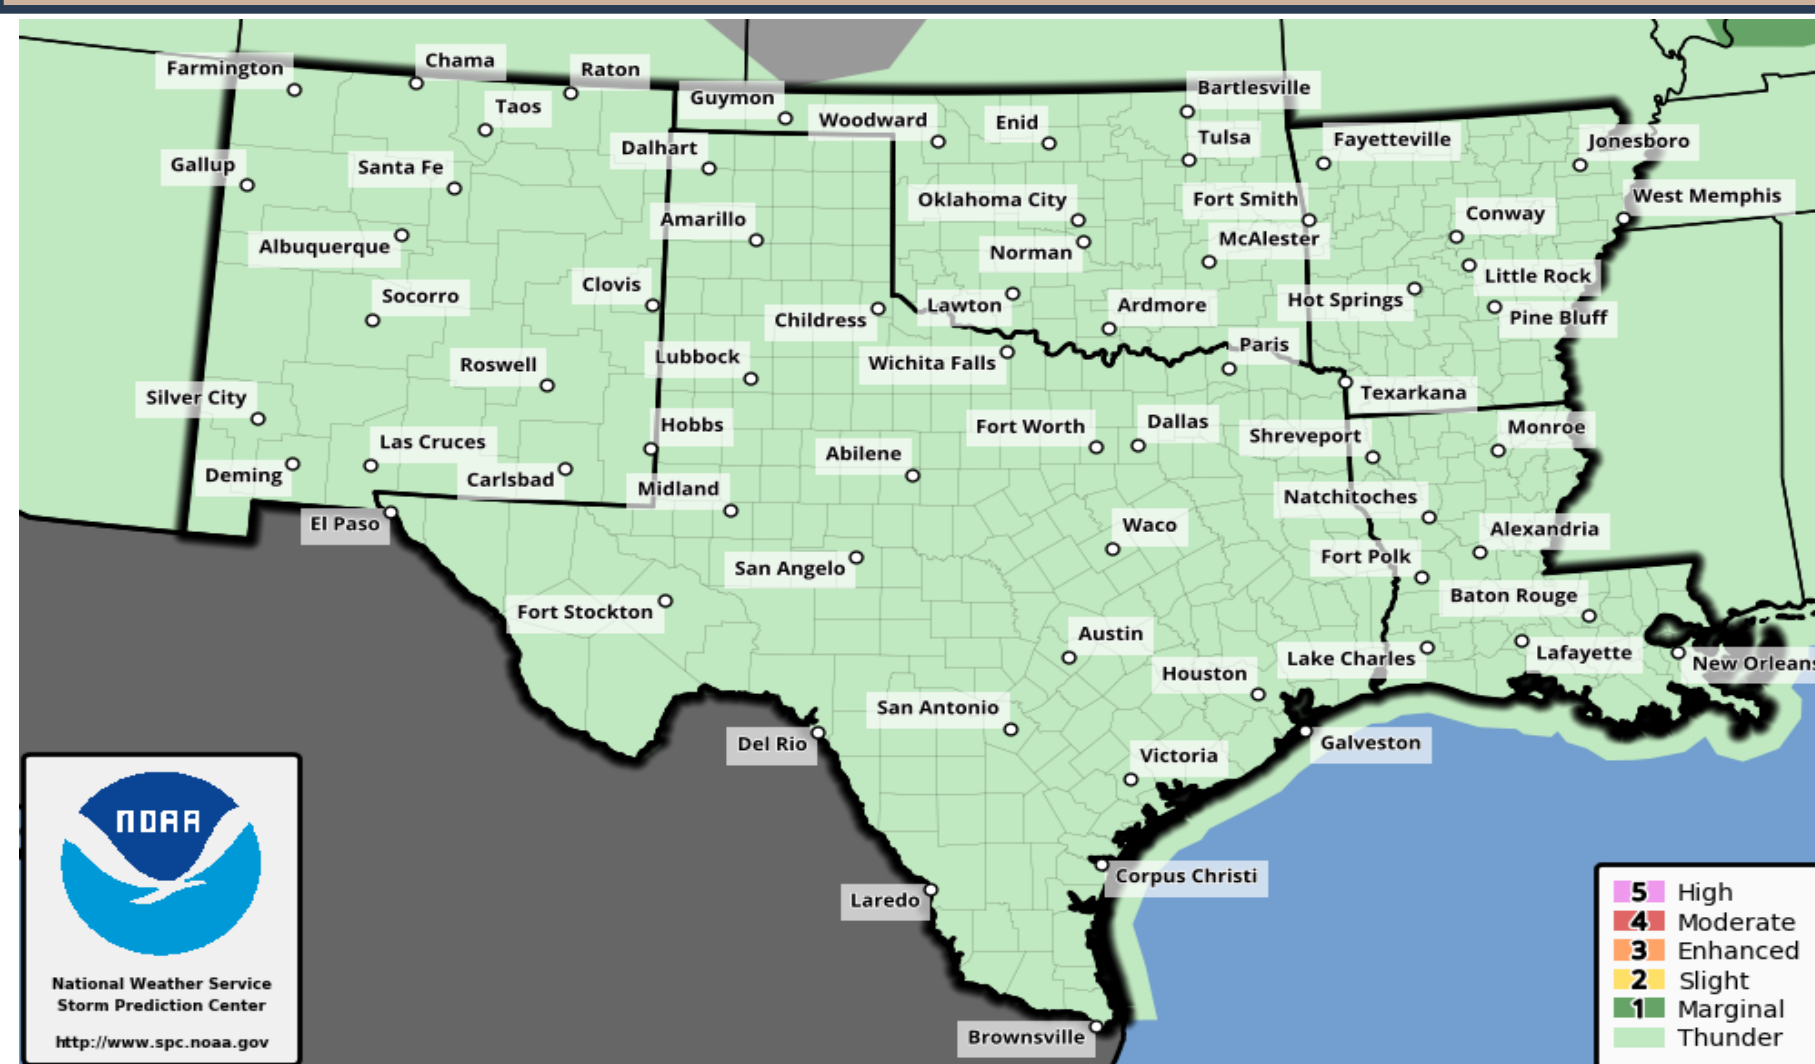 Farmington
Chama
Raton
Taos
Guymon
Woodward
Enid
Bartlesville
Tulsa
Fayetteville
Jonesboro
Gallup
Santa Fe
Dalhart
Oklahoma City
Fort Smith
West Memphis
Albuquerque
Amarillo
Norman
McAlester
Conway
Socorro
Clovis
Childress
Lawton
Ardmore
Hot Springs
Little Rock
Pine Bluff
Roswell
Lubbock
Wichita Falls
Paris
Silver City
Texarkana
Las Cruces
Hobbs
Fort Worth
Dallas
Shreveport
Monroe
Deming
Carlsbad
Midland
Abilene
Natchitoches
El Paso
Waco
Alexandria
San Angelo
Fort Polk
Fort Stockton
Baton Rouge
Austin
Lake Charles
Lafayette
New Orleans
Houston
San Antonio
Del Rio
Victoria
Galveston
Corpus Christi
Laredo
Brownsville
NOAA
National Weather Service
Storm Prediction Center
http://www.spc.noaa.gov
5 High
4 Moderate
3 Enhanced
2 Slight
1 Marginal
Thunder